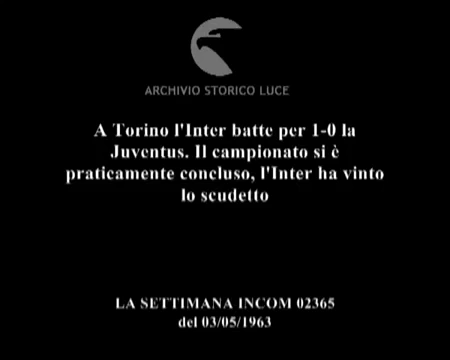 ARCHIVIO STORICO LUCE
A Torino l'Inter batte per 1-0 la
Juventus. Il campionato si è
praticamente concluso, l'Inter ha vinto
lo scudetto
LA SETTIMANA INCOM 02365
del 03/05/1963